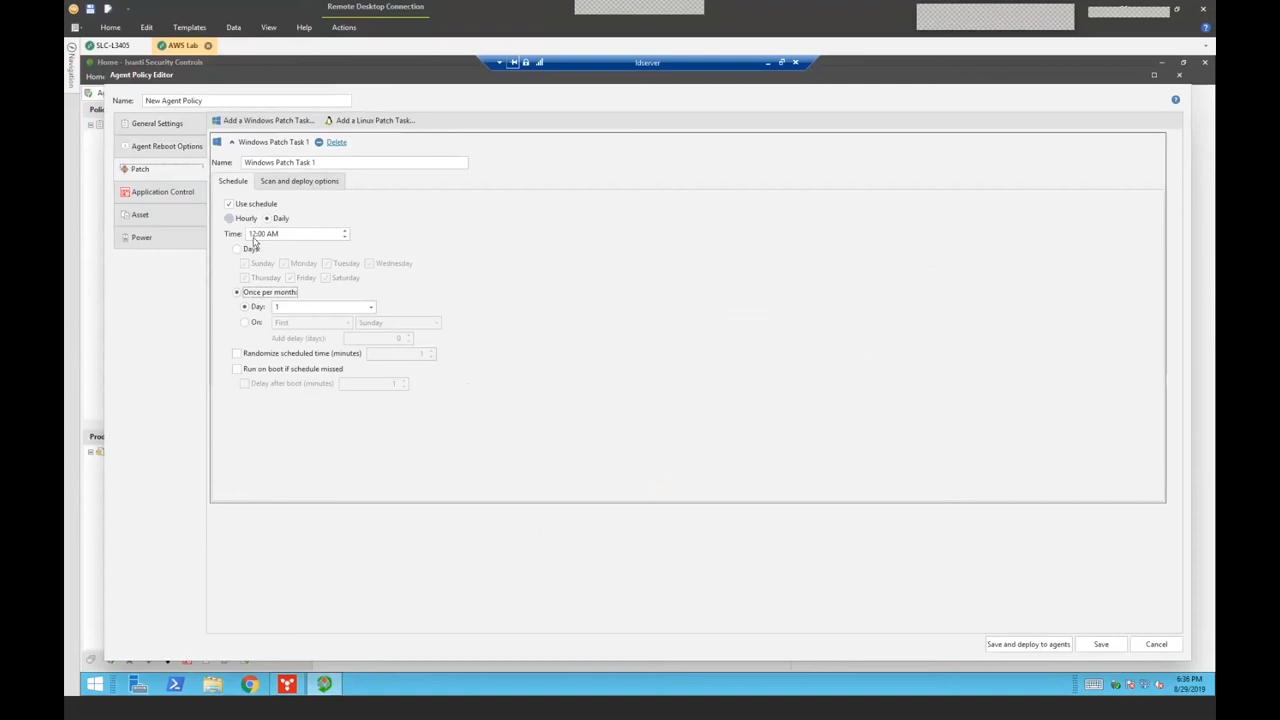 Remote Desktop Connection
Home Edit Templates Data View Help Actions
SLC-L3405 AWS Lab
Navigation
Home - Ivanti Security Controls
ldserver
Hom
Agent Policy Editor
Name: New Agent Policy
Polic
General Settings
Add a Windows Patch Task... Add a Linux Patch Task...
Agent Reboot Options
Windows Patch Task 1 Delete
Patch
Name: Windows Patch Task 1
Schedule Scan and deploy options
Application Control
Use schedule
Asset
Hourly Daily
Power
Time: 12:00 AM
Days:
Sunday Monday Tuesday Wednesday
Thursday Friday Saturday
Once per month:
Day: 1
On: First Sunday
Add delay (days): 0
Randomize scheduled time (minutes) 1
Run on boot if schedule missed
Delay after boot (minutes) 1
Prod
Save and deploy to agents Save Cancel
6:36 PM
8/29/2019